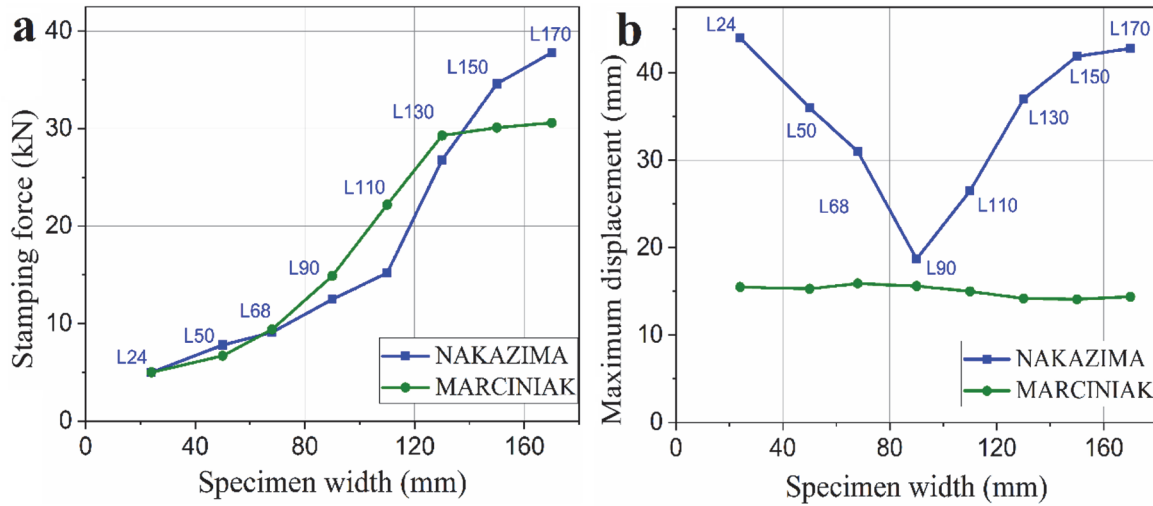 a
Stamping force (kN)
40
30
20
10
0
0
40
80
120
160
Specimen width (mm)
L24
L50
L68
L90
L110
L130
L150
L170
NAKAZIMA
MARCINIAK
b
Maximum displacement (mm)
40
30
20
10
0
0
40
80
120
160
Specimen width (mm)
L24
L50
L68
L90
L110
L130
L150
L170
NAKAZIMA
MARCINIAK